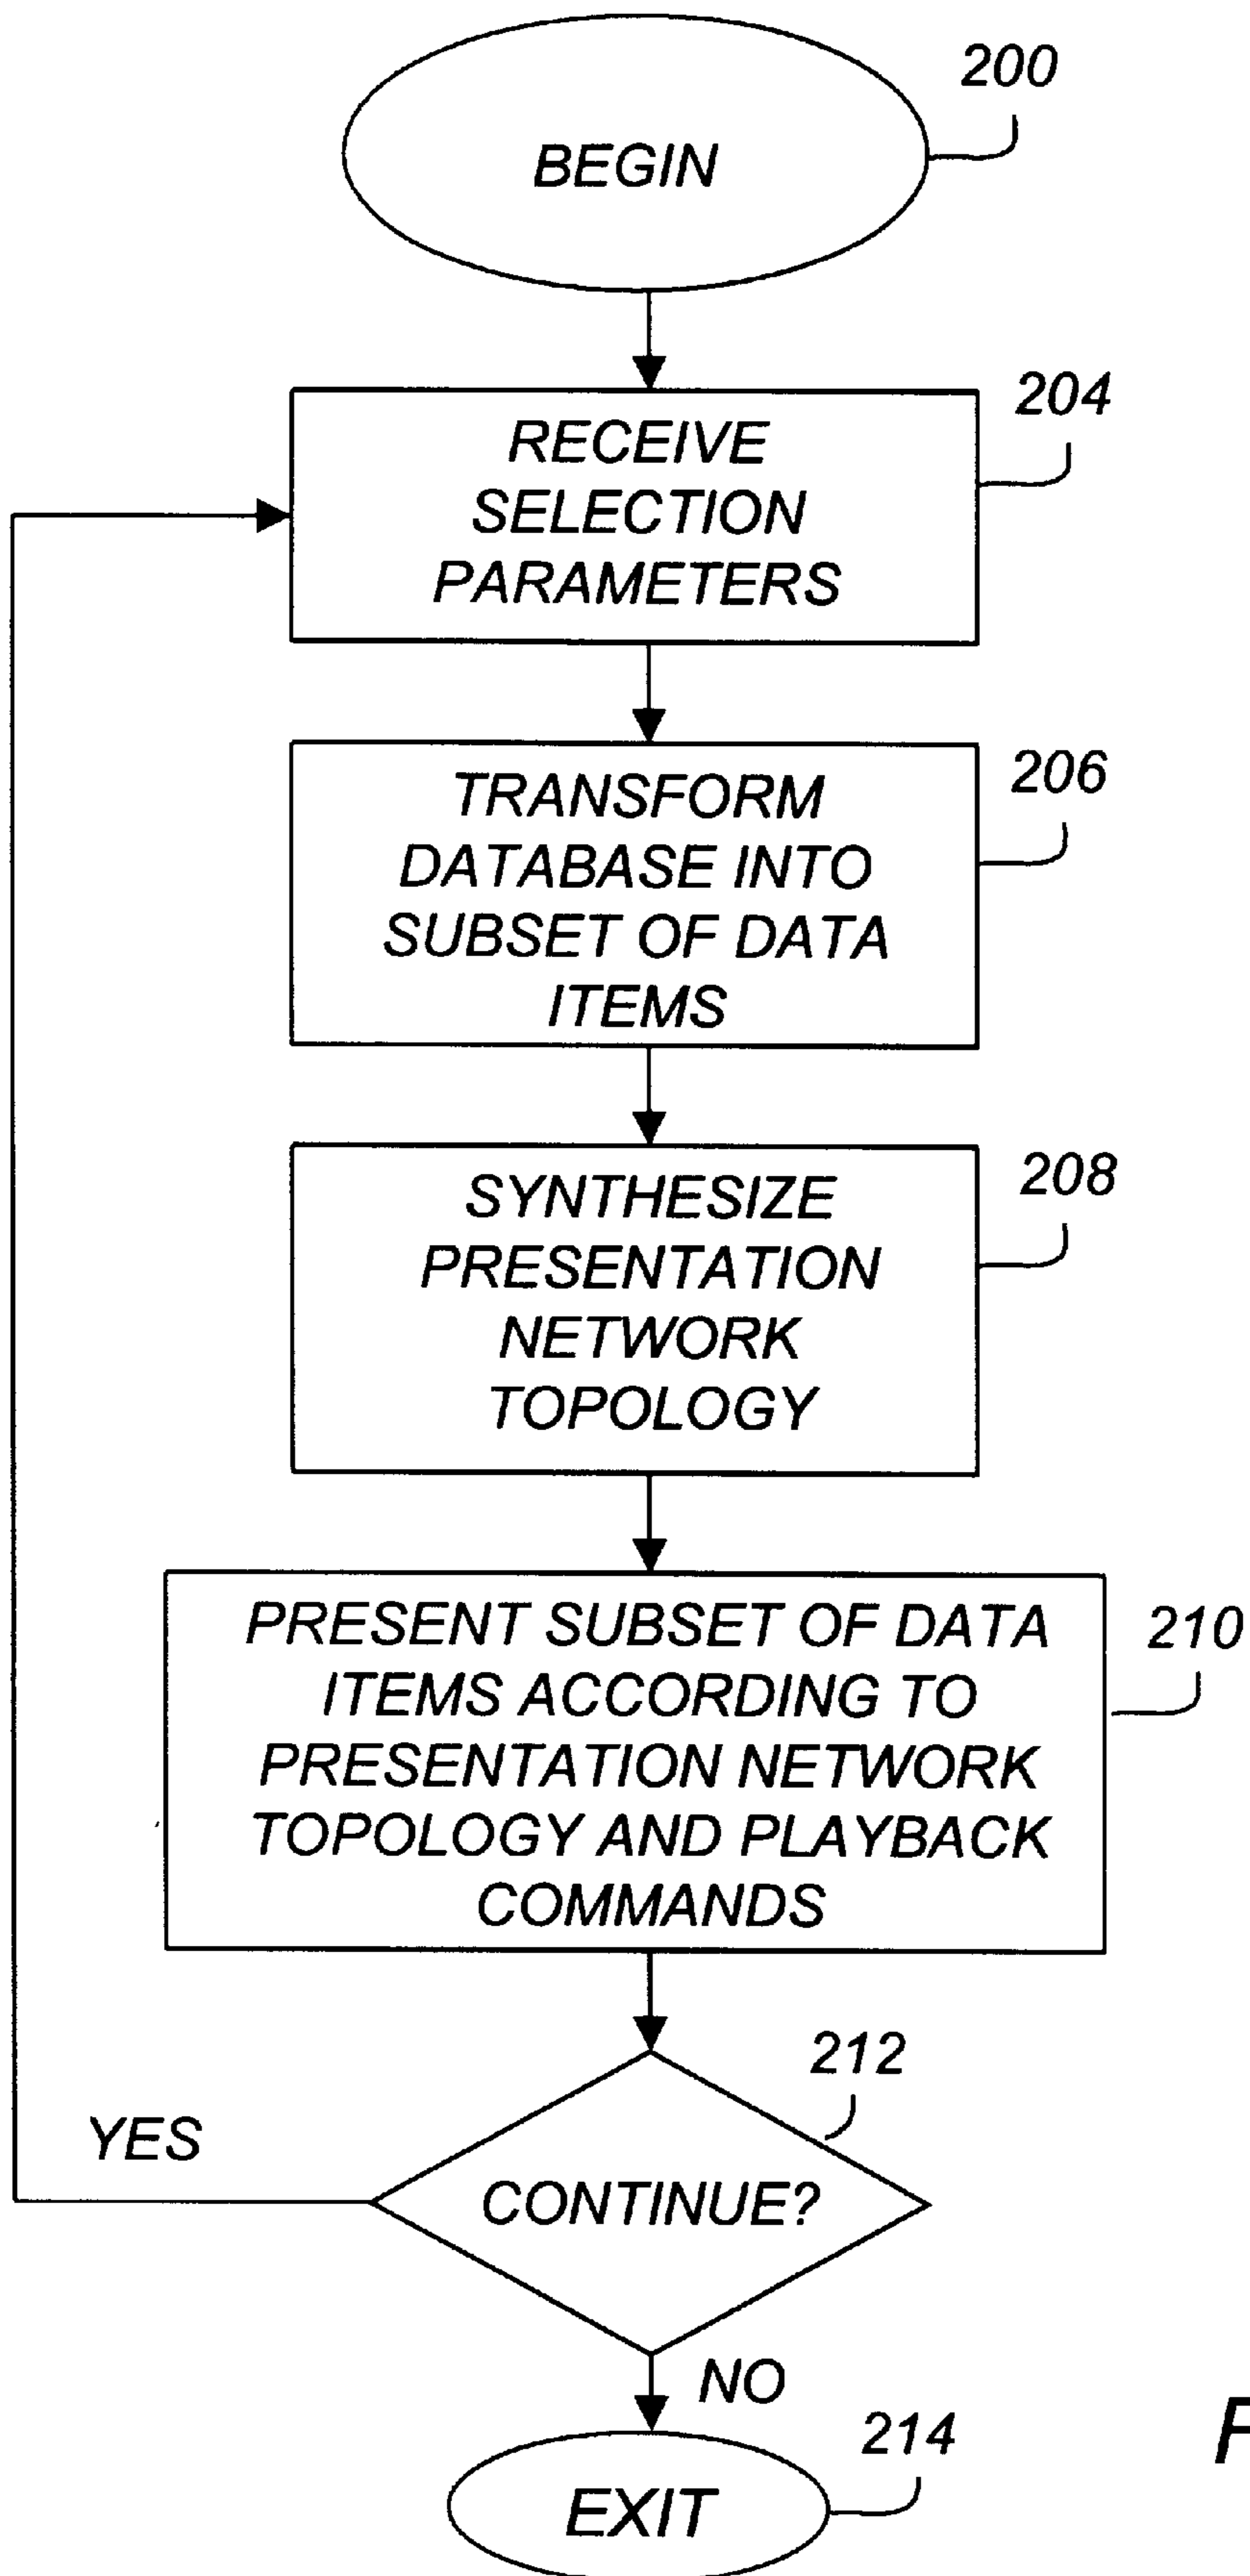 200
BEGIN
204
RECEIVE
SELECTION
PARAMETERS
206
TRANSFORM
DATABASE INTO
SUBSET OF DATA
ITEMS
208
SYNTHESIZE
PRESENTATION
NETWORK
TOPOLOGY
210
PRESENT SUBSET OF DATA
ITEMS ACCORDING TO
PRESENTATION NETWORK
TOPOLOGY AND PLAYBACK
COMMANDS
212
YES
CONTINUE?
NO
214
EXIT